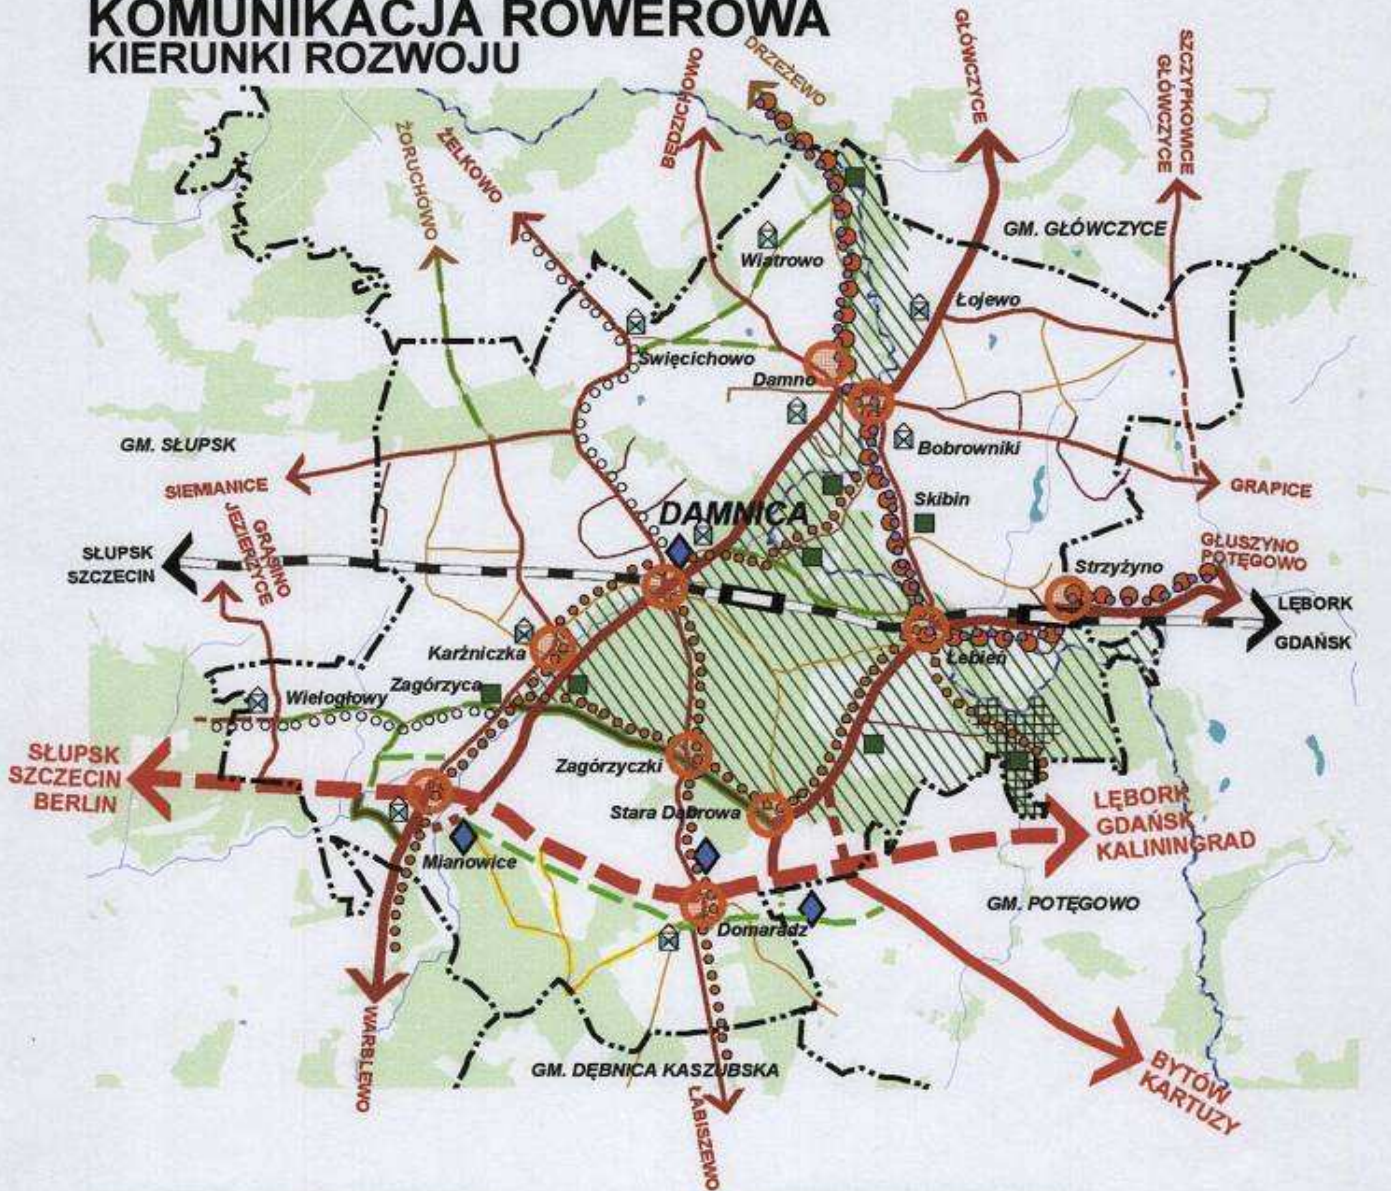 KOMUNIKACJA ROWEROWA
KIERUNKI ROZWOJU
DRZEŻEWO
GŁÓWCZYCE
SZCZYPKOWICE
GŁÓWCZYCE
BĘDZICHOWO
ŻORUCHOWO
ŻELKOWO
GM. GŁÓWCZYCE
Wiatrowo
Łojewo
Święcichowo
Damno
GM. SŁUPSK
Bobrowniki
SIEMIANICE
GRAPICE
Skibin
DAMNICA
GRĄSINO
JEZIERZYCE
SŁUPSK
SZCZECIN
GŁUSZYNO
POTĘGOWO
Strzyżyno
LĘBORK
GDAŃSK
Karżniczka
Łebień
Zagórzyca
Wielogłowy
SŁUPSK
SZCZECIN
BERLIN
Zagórzyczki
Stara Dąbrowa
LĘBORK
GDAŃSK
KALININGRAD
Mianowice
GM. POTĘGOWO
Domaradz
WARBLEWO
GM. DĘBNICA KASZUBSKA
ŁABISZEWO
BYTÓW
KARTUZY